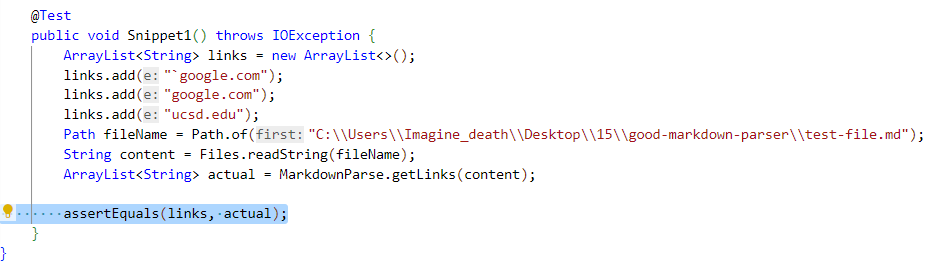 @Test
public void Snippet1() throws IOException {
ArrayList<String> links = new ArrayList<>();
links.add(e: "`google.com");
links.add(e: "google.com");
links.add(e: "ucsd.edu");
Path fileName = Path.of(first: "C:\\Users\\Imagine_death\\Desktop\\15\\good-markdown-parser\\test-file.md");
String content = Files.readString(fileName);
ArrayList<String> actual = MarkdownParse.getLinks(content);
assertEquals(links, actual);
}
}